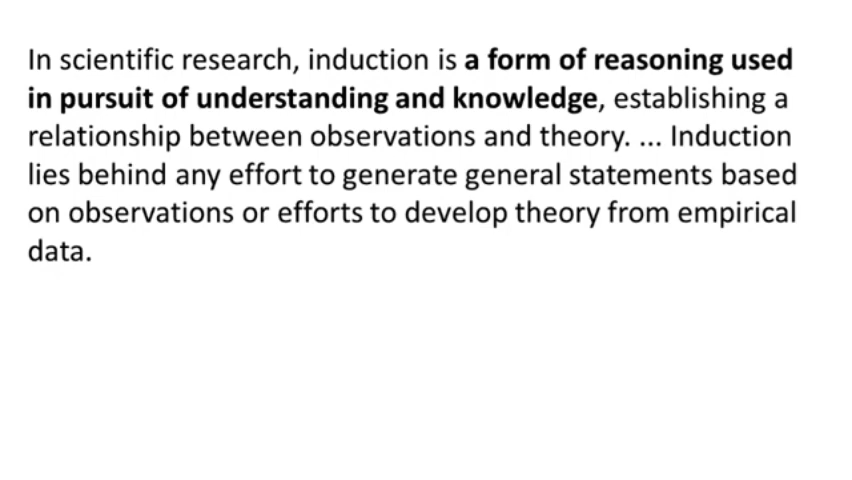 In scientific research, induction is a form of reasoning used
in pursuit of understanding and knowledge, establishing a
relationship between observations and theory. ... Induction
lies behind any effort to generate general statements based
on observations or efforts to develop theory from empirical
data.